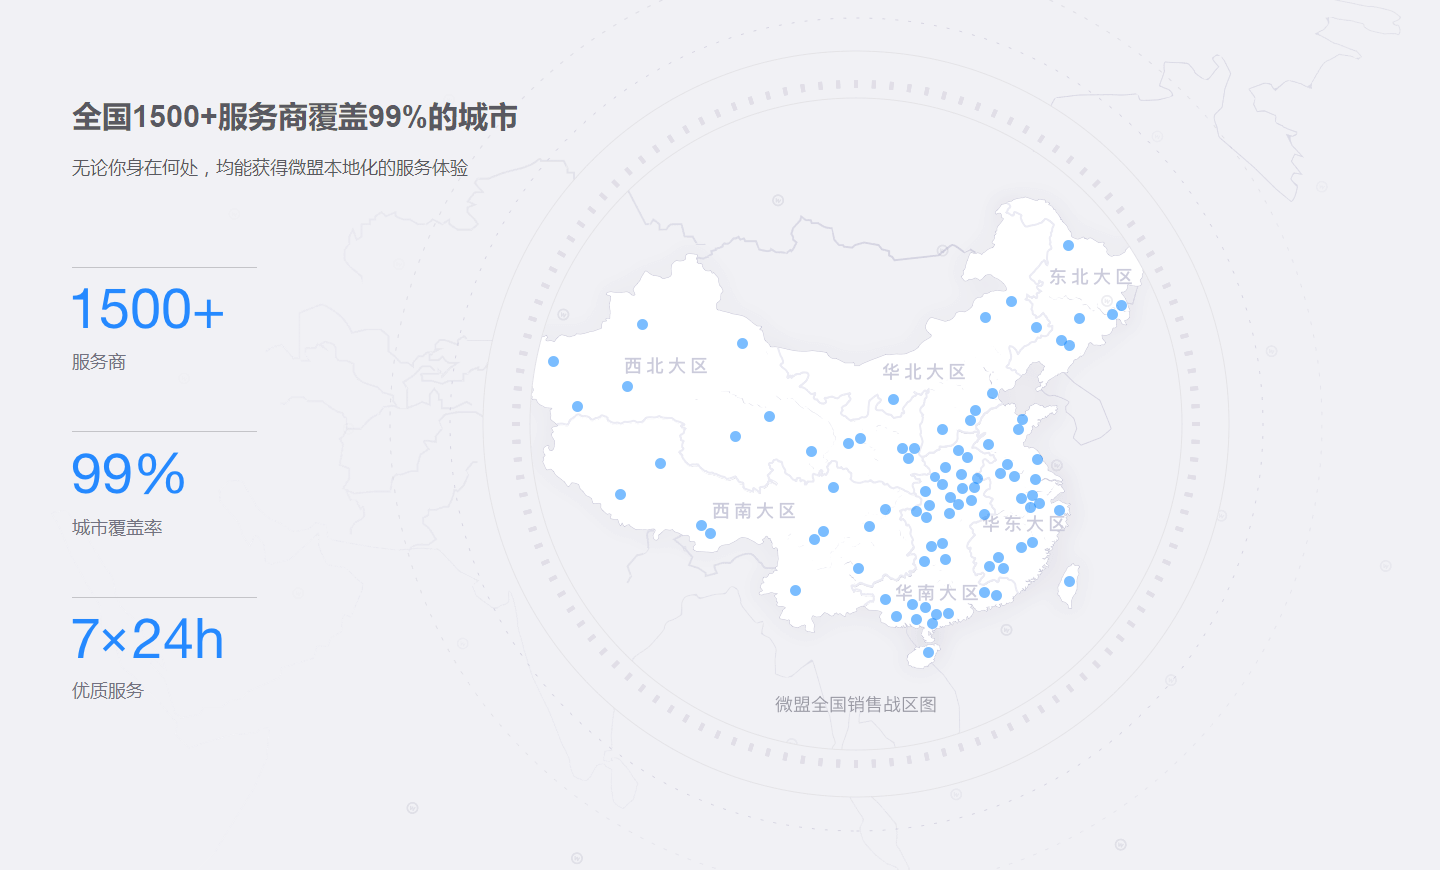 全国1500+服务商覆盖99%的城市
无论你身在何处，均能获得微盟本地化的服务体验
1500+
服务商
99%
城市覆盖率
7×24h
优质服务
东北大区
西北大区
华北大区
西南大区
华东大区
华南大区
微盟全国销售战区图